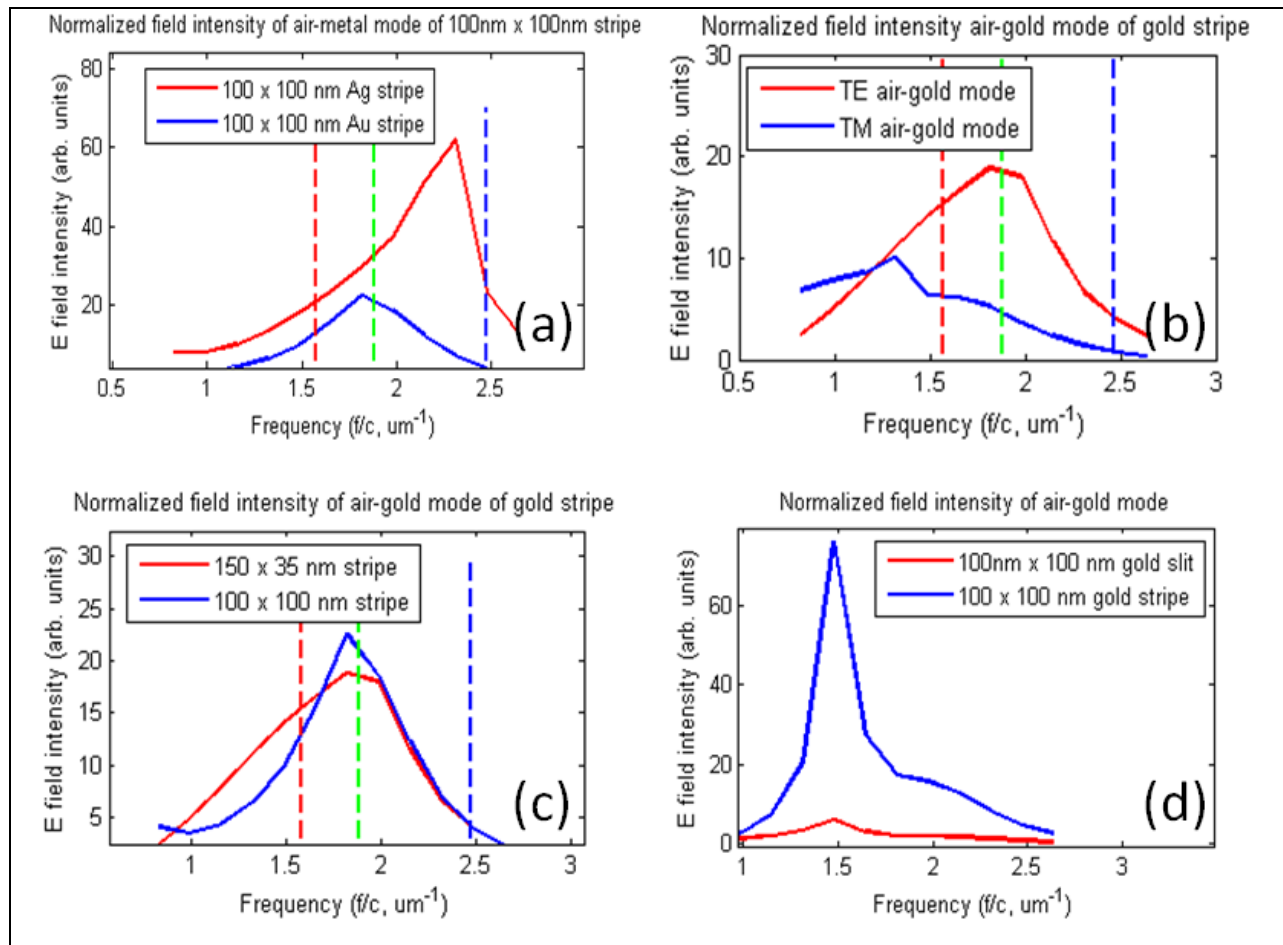 Normalized field intensity of air-metal mode of 100nm x 100nm stripe
E field intensity (arb. units)
80
60
40
20
100 x 100 nm Ag stripe
100 x 100 nm Au stripe
(a)
0.5 1 1.5 2 2.5
Frequency (f/c, um-1)
Normalized field intensity air-gold mode of gold stripe
E field intensity (arb. units)
30
20
10
0
TE air-gold mode
TM air-gold mode
(b)
0.5 1 1.5 2 2.5 3
Frequency (f/c, um-1)
Normalized field intensity of air-gold mode of gold stripe
E field intensity (arb. units)
30
25
20
15
10
5
150 x 35 nm stripe
100 x 100 nm stripe
(c)
1 1.5 2 2.5 3
Frequency (f/c, um-1)
Normalized field intensity of air-gold mode
E field intensity (arb. units)
60
40
20
0
100nm x 100 nm gold slit
100 x 100 nm gold stripe
(d)
1 1.5 2 3
Frequency (f/c, um-1)